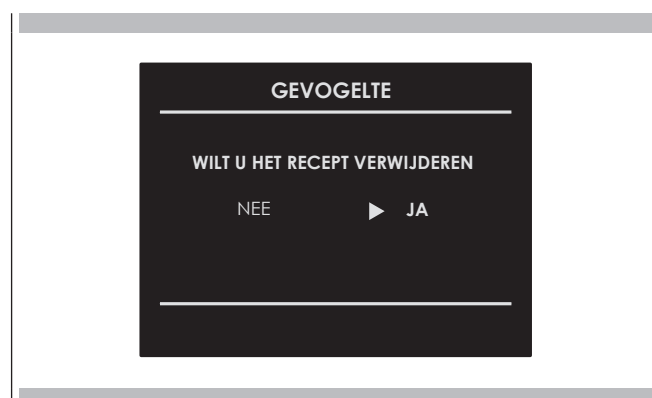 GEVOGELTE
WILT U HET RECEPT VERWIJDEREN
NEE ▶ JA